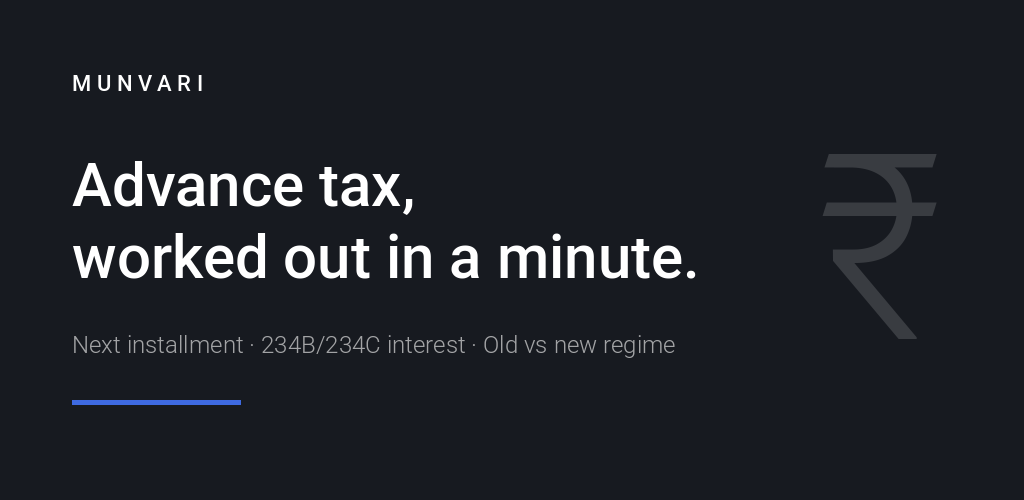 MUNVARI
Advance tax,
worked out in a minute.
Next installment · 234B/234C interest · Old vs new regime
₹